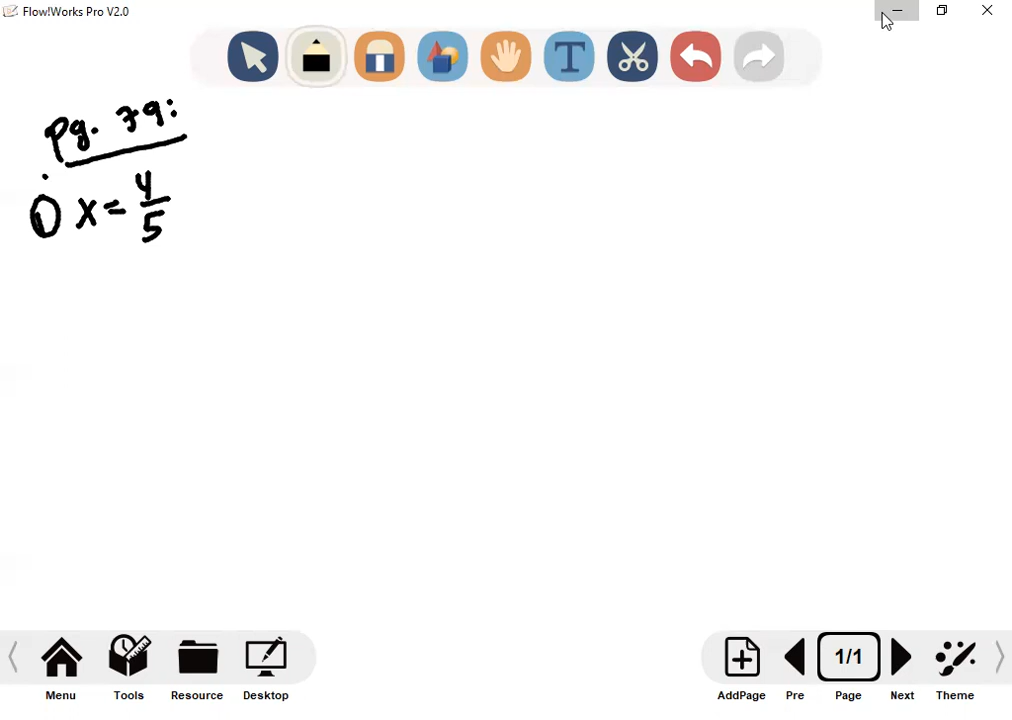 Flow!Works Pro V2.0
T
pg. 79:
① x = 4/5
Menu Tools Resource Desktop
1/1
AddPage Pre Page Next Theme